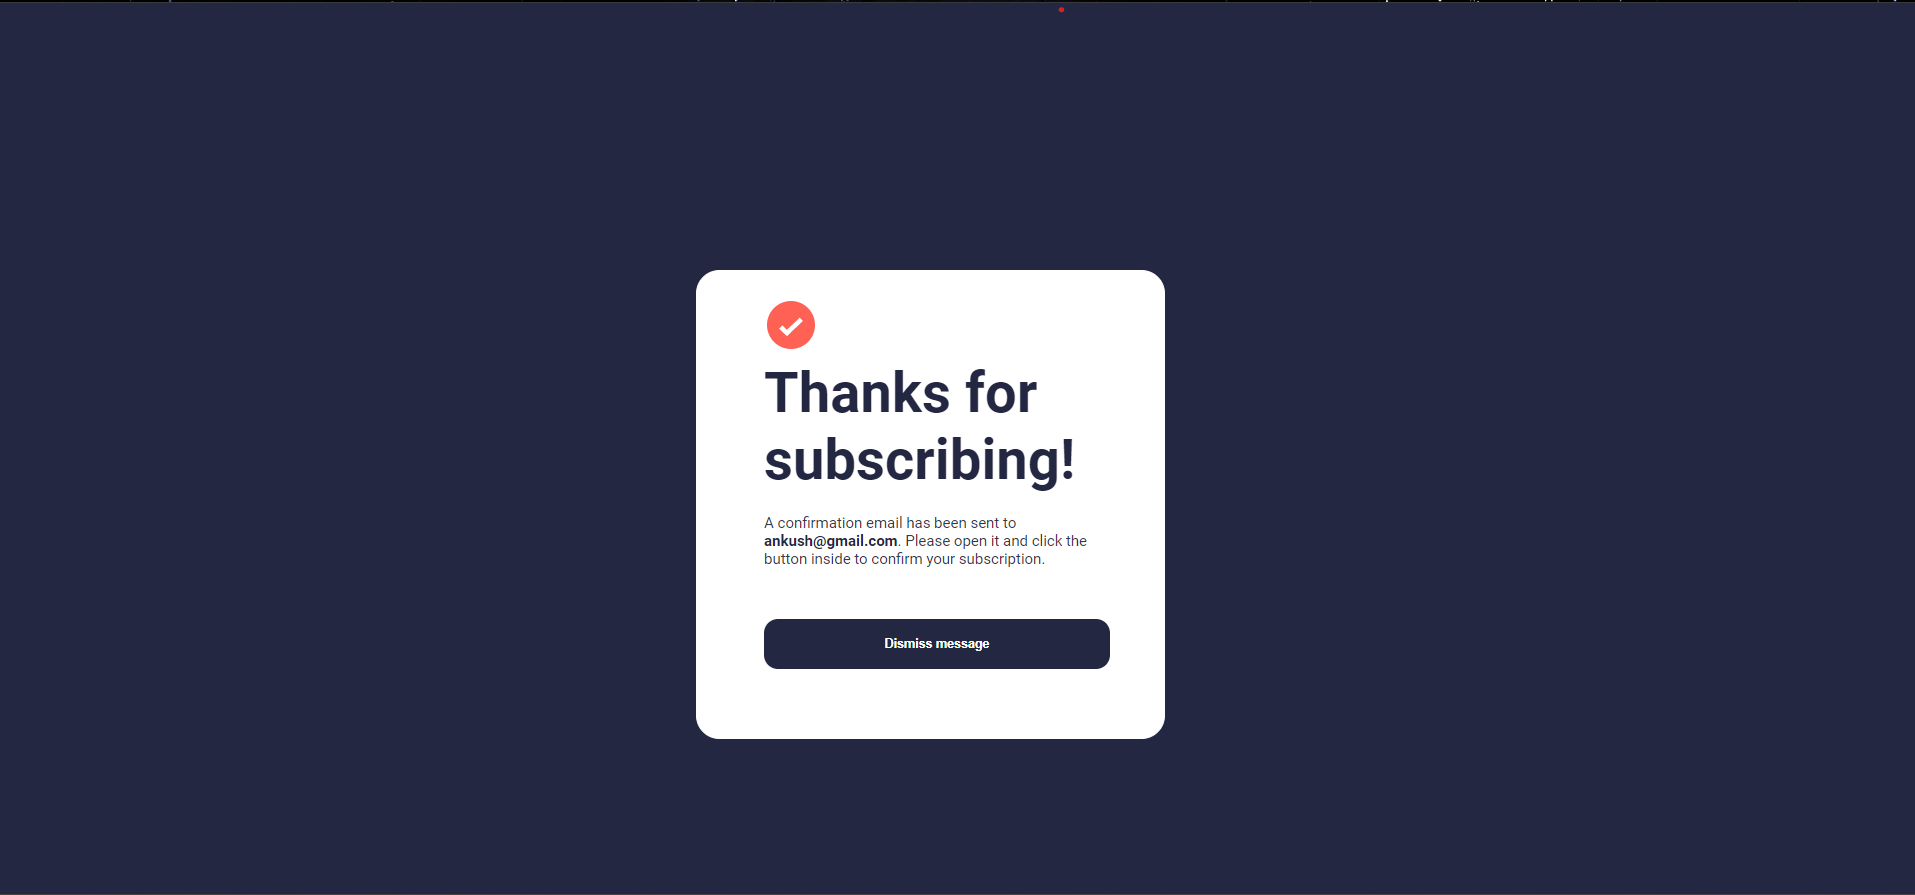 Thanks for
subscribing!
A confirmation email has been sent to
ankush@gmail.com. Please open it and click the
button inside to confirm your subscription.
Dismiss message